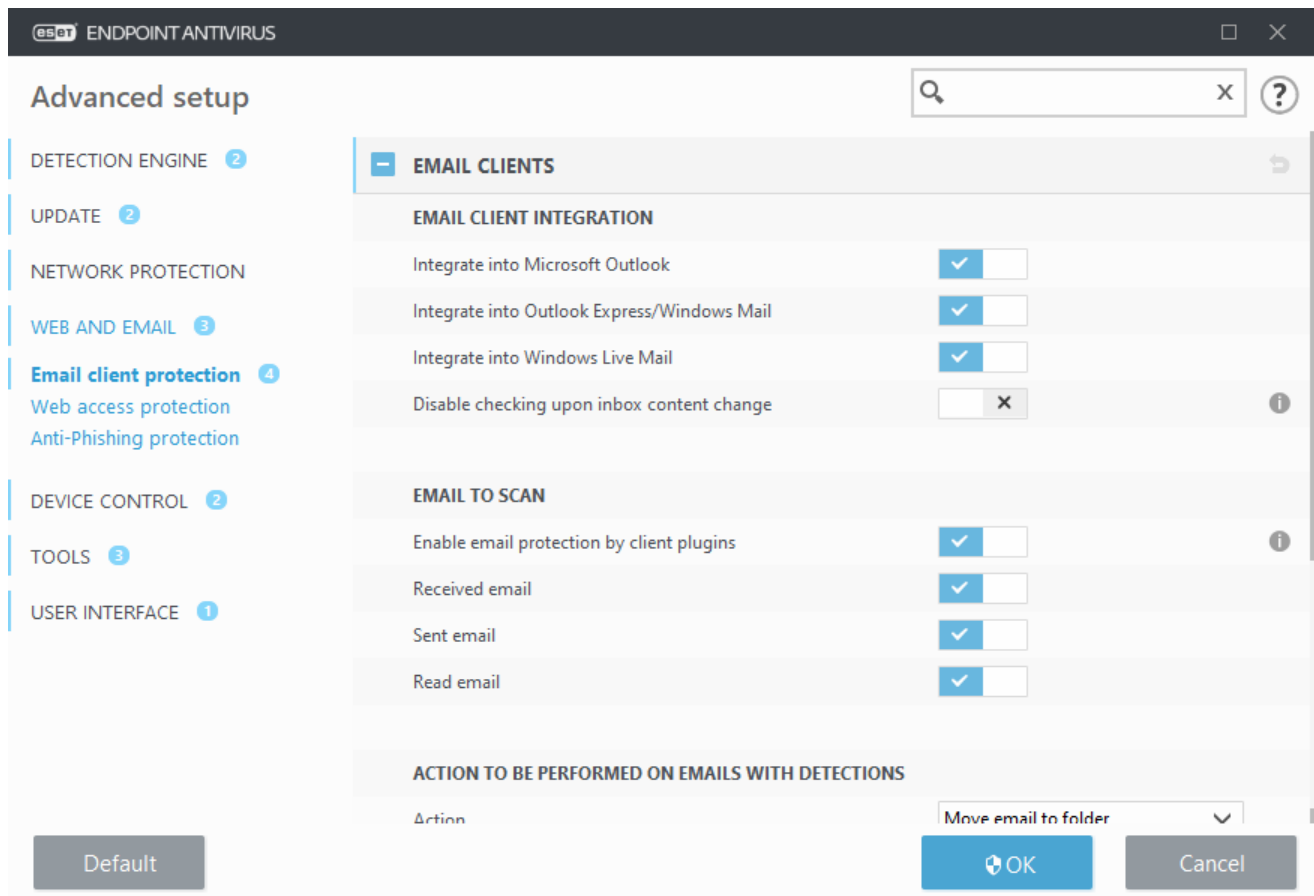 eset ENDPOINT ANTIVIRUS
Advanced setup
DETECTION ENGINE 2
UPDATE 2
NETWORK PROTECTION
WEB AND EMAIL 3
Email client protection 4
Web access protection
Anti-Phishing protection
DEVICE CONTROL 2
TOOLS 3
USER INTERFACE 1
EMAIL CLIENTS
EMAIL CLIENT INTEGRATION
Integrate into Microsoft Outlook
Integrate into Outlook Express/Windows Mail
Integrate into Windows Live Mail
Disable checking upon inbox content change
EMAIL TO SCAN
Enable email protection by client plugins
Received email
Sent email
Read email
ACTION TO BE PERFORMED ON EMAILS WITH DETECTIONS
Action Move email to folder
Default OK Cancel